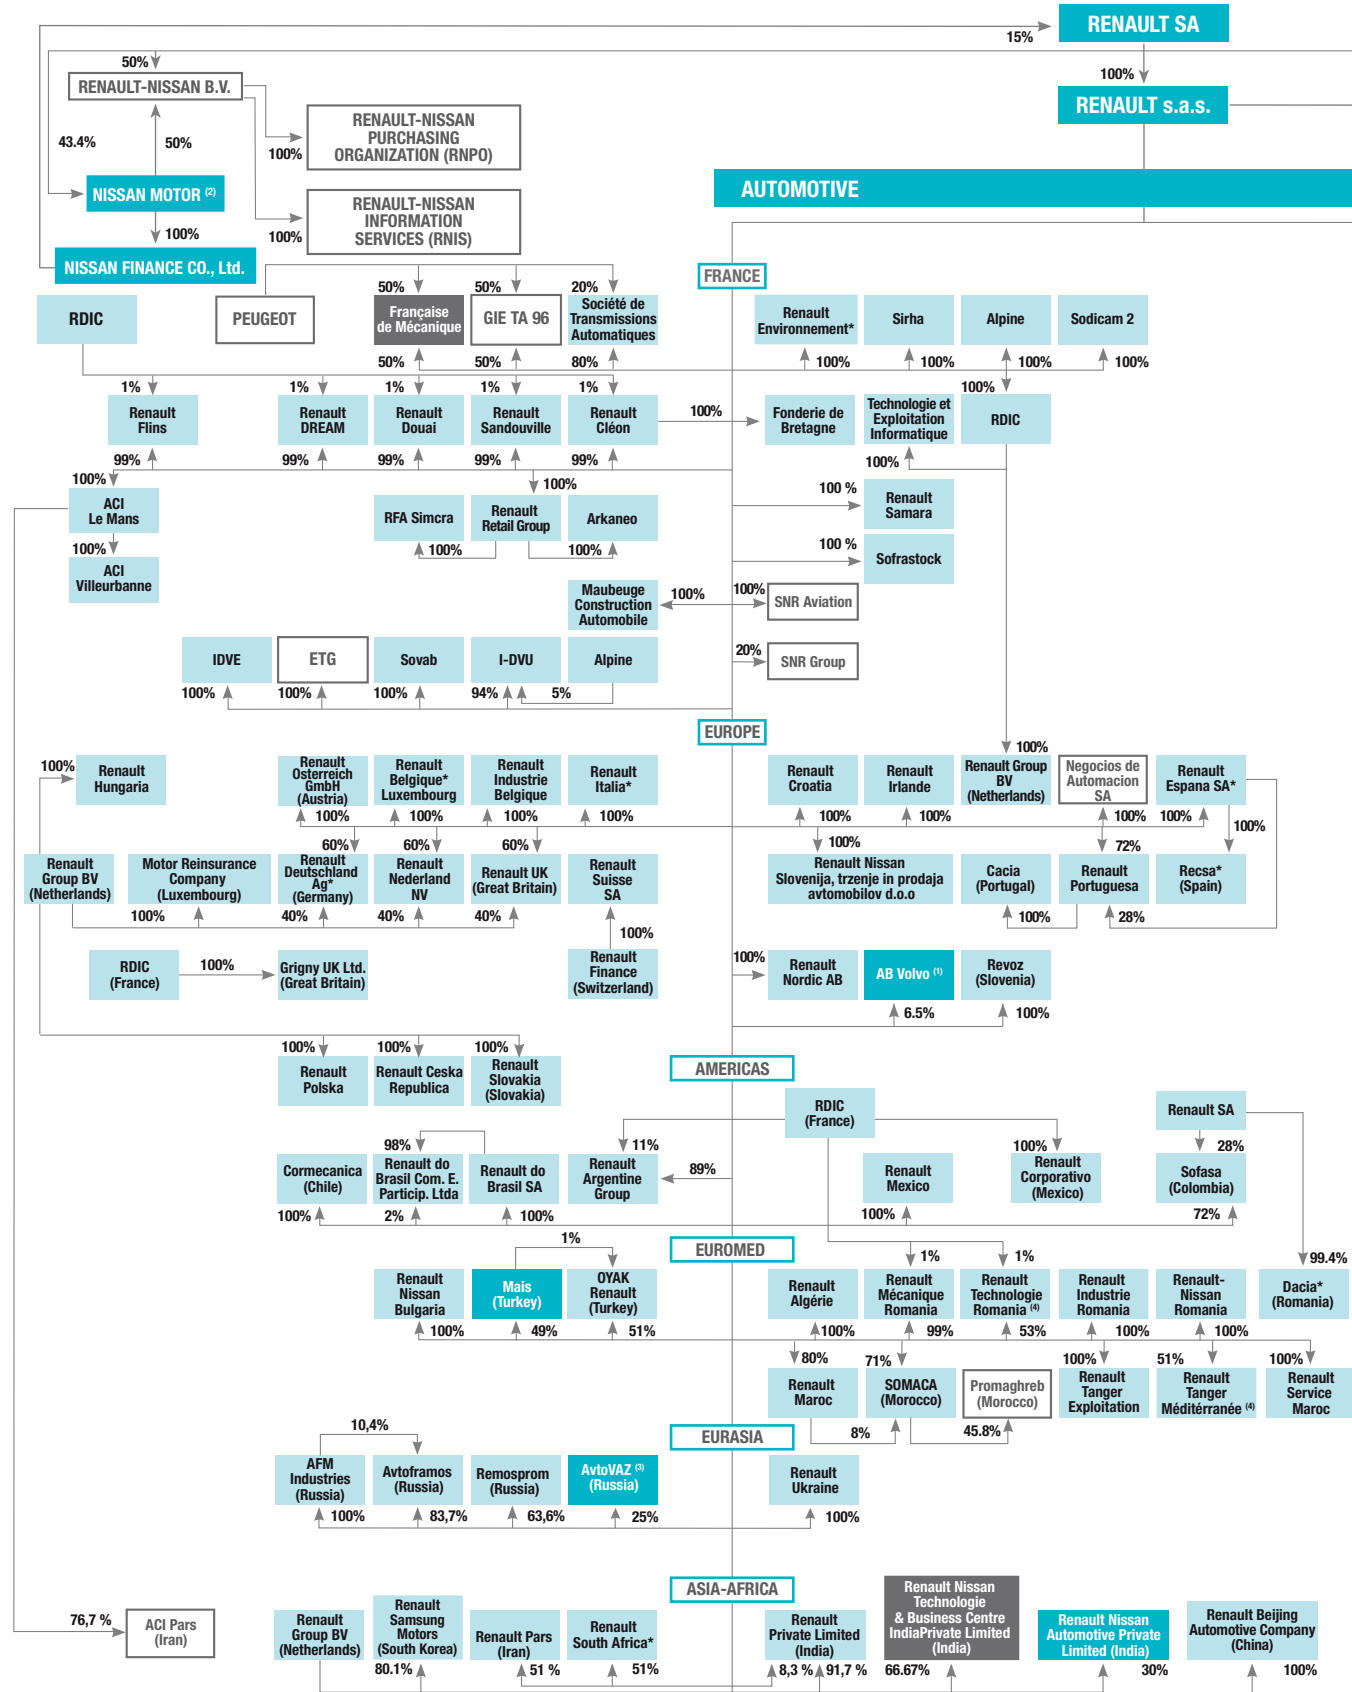 RENAULT SA
15%
100%
RENAULT s.a.s.
50%
RENAULT-NISSAN B.V.
43.4%
50%
RENAULT-NISSAN
PURCHASING
ORGANIZATION (RNPO)
100%
NISSAN MOTOR (2)
100%
RENAULT-NISSAN
INFORMATION
SERVICES (RNIS)
100%
NISSAN FINANCE CO., Ltd.
AUTOMOTIVE
FRANCE
RDIC
PEUGEOT
50%
50%
20%
Française
de Mécanique
GIE TA 96
Société de
Transmissions
Automatiques
50%
50%
80%
Renault
Environnement*
Sirha
Alpine
Sodicam 2
100%
100%
100%
100%
1%
1%
1%
1%
1%
100%
Renault
Flins
Renault
DREAM
Renault
Douai
Renault
Sandouville
Renault
Cléon
100%
Fonderie de
Bretagne
Technologie et
Exploitation
Informatique
RDIC
99%
99%
99%
99%
99%
100%
100%
100%
ACI
Le Mans
RFA Simcra
Renault
Retail Group
Arkaneo
100 %
Renault
Samara
100%
100%
100%
ACI
Villeurbanne
100 %
Sofrastock
Maubeuge
Construction
Automobile
100%
100%
SNR Aviation
IDVE
ETG
Sovab
I-DVU
Alpine
20%
SNR Group
100%
100%
100%
94%
5%
EUROPE
100%
Renault
Hungaria
Renault
Osterreich
GmbH
(Austria)
Renault
Belgique*
Luxembourg
Renault
Industrie
Belgique
Renault
Italia*
Renault
Croatia
Renault
Irlande
100%
Renault Group
BV
(Netherlands)
Negocios de
Automacion
SA
Renault
Espana SA*
100%
100%
100%
100%
100%
100%
100%
100%
100%
60%
60%
60%
100%
72%
Renault
Group BV
(Netherlands)
Motor Reinsurance
Company
(Luxembourg)
Renault
Deutschland
Ag*
(Germany)
Renault
Nederland
NV
Renault UK
(Great Britain)
Renault
Suisse
SA
Renault Nissan
Slovenija, trzenje in prodaja
avtomobilov d.o.o
Cacia
(Portugal)
Renault
Portuguesa
Recsa*
(Spain)
100%
40%
40%
40%
100%
28%
100%
RDIC
(France)
100%
Grigny UK Ltd.
(Great Britain)
Renault
Finance
(Switzerland)
100%
Renault
Nordic AB
AB Volvo (1)
Revoz
(Slovenia)
6.5%
100%
100%
100%
100%
Renault
Polska
Renault Ceska
Republica
Renault
Slovakia
(Slovakia)
AMERICAS
RDIC
(France)
Renault SA
98%
11%
100%
28%
Cormecanica
(Chile)
Renault do
Brasil Com. E.
Particip. Ltda
Renault do
Brasil SA
Renault
Argentine
Group
89%
Renault
Mexico
Renault
Corporativo
(Mexico)
Sofasa
(Colombia)
100%
2%
100%
100%
72%
EUROMED
1%
1%
1%
99.4%
Renault
Nissan
Bulgaria
Mais
(Turkey)
OYAK
Renault
(Turkey)
Renault
Algérie
Renault
Mécanique
Romania
Renault
Technologie
Romania (4)
Renault
Industrie
Romania
Renault-
Nissan
Romania
Dacia*
(Romania)
100%
49%
51%
100%
99%
53%
100%
100%
80%
71%
100%
51%
100%
Renault
Maroc
SOMACA
(Morocco)
Promaghreb
(Morocco)
Renault
Tanger
Exploitation
Renault
Tanger
Méditérranée (4)
Renault
Service
Maroc
8%
45.8%
EURASIA
10,4%
AFM
Industries
(Russia)
Avtoframos
(Russia)
Remosprom
(Russia)
AvtoVAZ (3)
(Russia)
Renault
Ukraine
100%
83,7%
63,6%
25%
100%
ASIA-AFRICA
76,7 %
ACI Pars
(Iran)
Renault
Group BV
(Netherlands)
Renault
Samsung
Motors
(South Korea)
Renault Pars
(Iran)
Renault
South Africa*
Renault
Private Limited
(India)
Renault Nissan
Technologie
& Business Centre
IndiaPrivate Limited
(India)
Renault Nissan
Automotive Private
Limited (India)
Renault Beijing
Automotive Company
(China)
80.1%
51 %
51%
8,3 %
91,7 %
66.67%
30%
100%